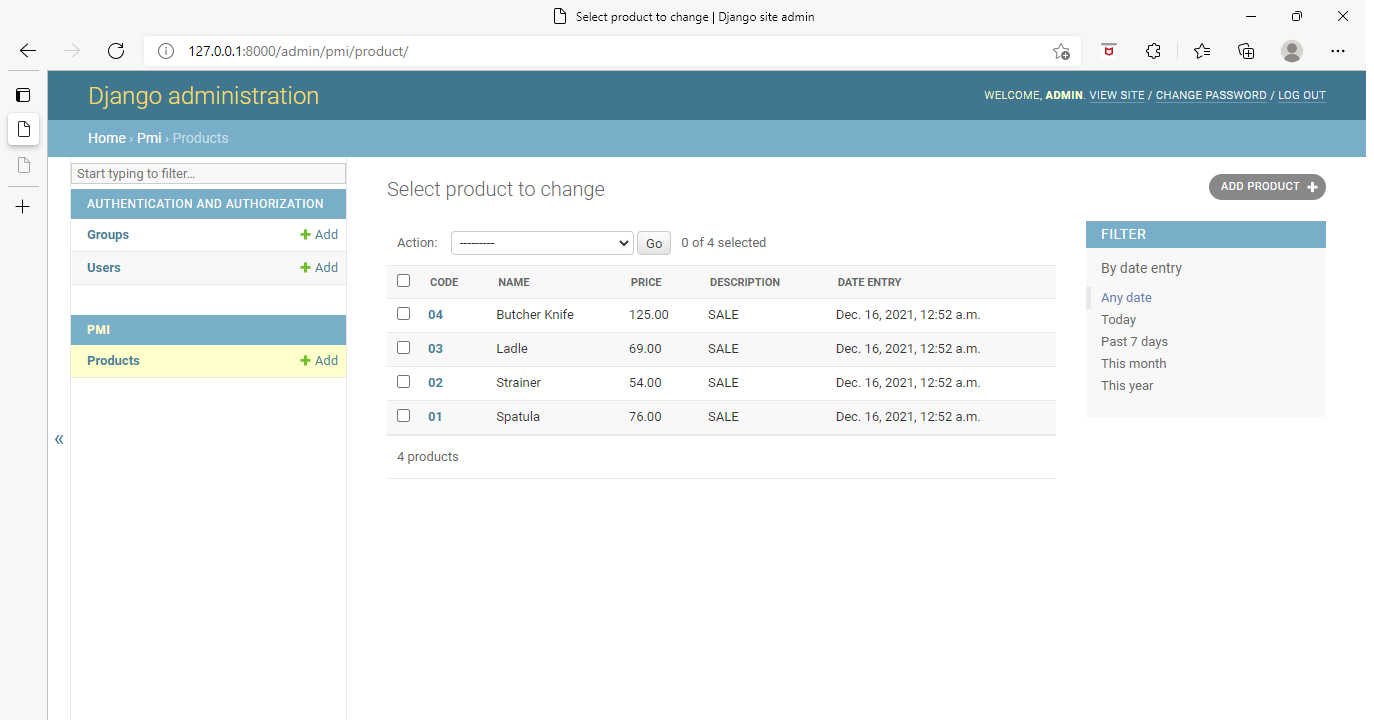 Select product to change | Django site admin
127.0.0.1:8000/admin/pmi/product/
Django administration
WELCOME, ADMIN. VIEW SITE / CHANGE PASSWORD / LOG OUT
Home › Pmi › Products
Start typing to filter...
AUTHENTICATION AND AUTHORIZATION
Groups + Add
Users + Add
PMI
Products + Add
«
Select product to change
ADD PRODUCT +
Action: --------- Go 0 of 4 selected
CODE NAME PRICE DESCRIPTION DATE ENTRY
04 Butcher Knife 125.00 SALE Dec. 16, 2021, 12:52 a.m.
03 Ladle 69.00 SALE Dec. 16, 2021, 12:52 a.m.
02 Strainer 54.00 SALE Dec. 16, 2021, 12:52 a.m.
01 Spatula 76.00 SALE Dec. 16, 2021, 12:52 a.m.
4 products
FILTER
By date entry
Any date
Today
Past 7 days
This month
This year